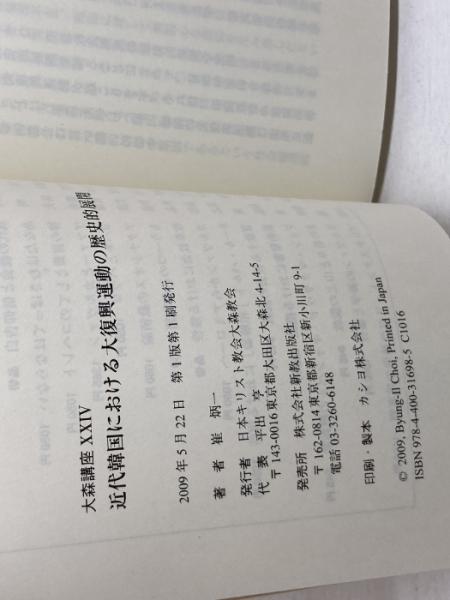 大森講座 XXIV
近代韓国における大復興運動の歴史的展開
2009年5月22日 第1版第1刷発行
著 者 崔 炳一
発行者 日本キリスト教会大森教会
代 表 平出 亨
〒143-0016 東京都大田区大森北 4-14-5
発売所 株式会社新教出版社
〒162-0814 東京都新宿区新小川町 9-1
電話 03-3260-6148
印刷・製本 カシヨ株式会社
© 2009, Byung-Il Choi, Printed in Japan
ISBN 978-4-400-31698-5 C1016